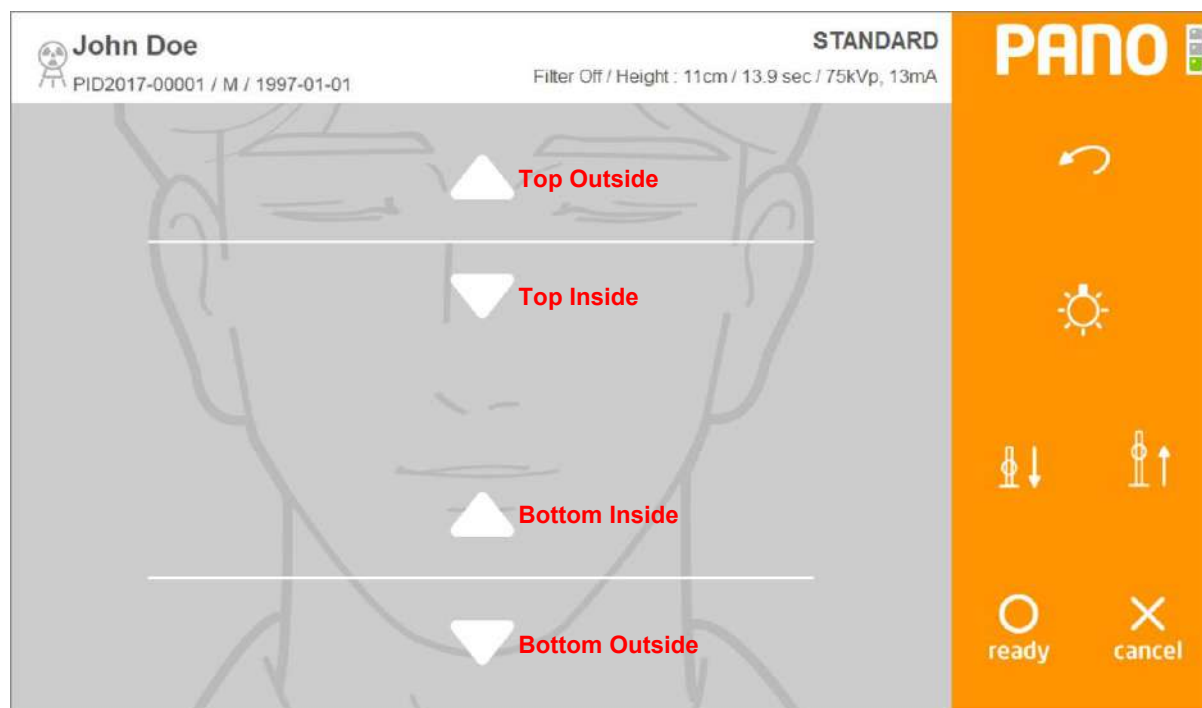 John Doe
PID2017-00001 / M / 1997-01-01
STANDARD
Filter Off / Height : 11cm / 13.9 sec / 75kVp, 13mA
PANO
Top Outside
Top Inside
Bottom Inside
Bottom Outside
ready
cancel